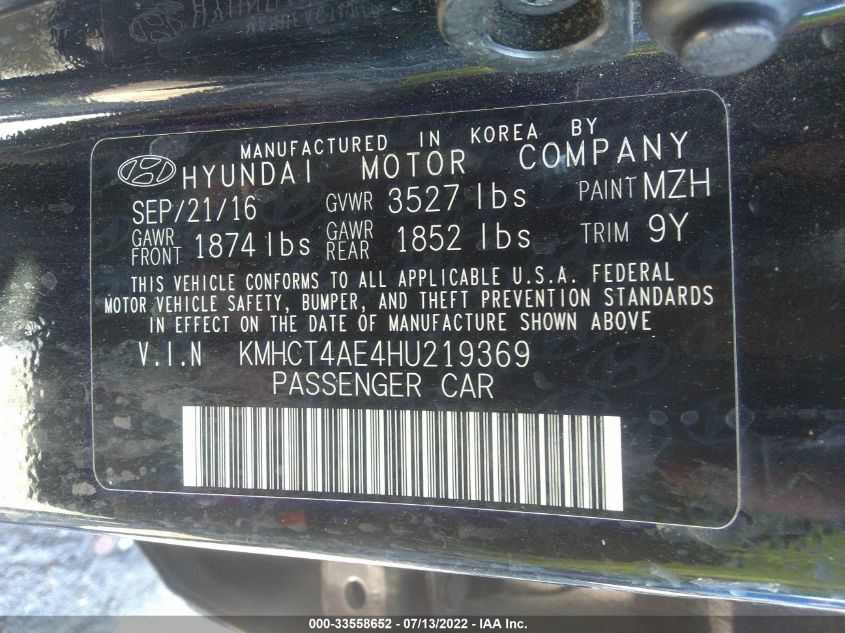 MANUFACTURED IN KOREA BY
HYUNDAI MOTOR COMPANY
SEP/21/16 GVWR 3527 lbs PAINT MZH
GAWR FRONT 1874 lbs GAWR REAR 1852 lbs TRIM 9Y
THIS VEHICLE CONFORMS TO ALL APPLICABLE U.S.A. FEDERAL
MOTOR VEHICLE SAFETY, BUMPER, AND THEFT PREVENTION STANDARDS
IN EFFECT ON THE DATE OF MANUFACTURE SHOWN ABOVE
V.I.N KMHCT4AE4HU219369
PASSENGER CAR
000-33558652 - 07/13/2022 - IAA Inc.